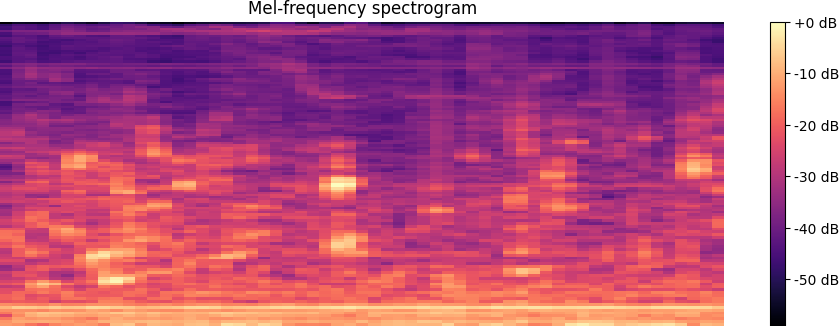 Mel-frequency spectrogram
+0 dB
-10 dB
-20 dB
-30 dB
-40 dB
-50 dB